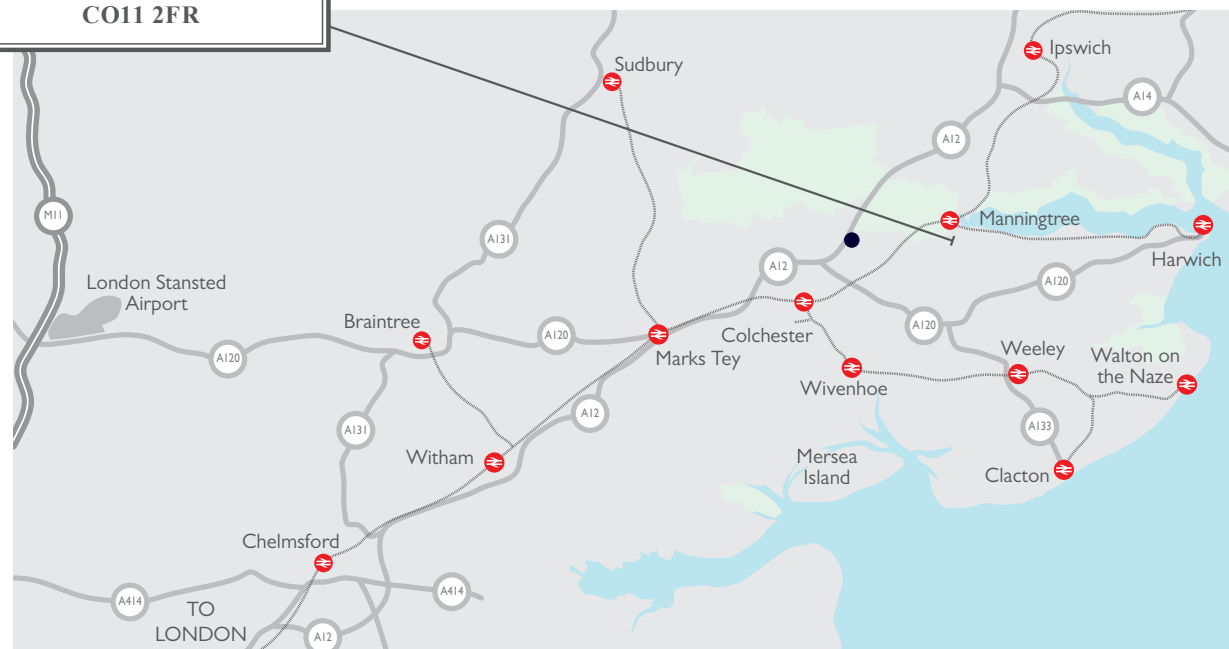 CO11 2FR
Ipswich
Sudbury
A14
A12
M11
Manningtree
A131
Harwich
A12
London Stansted
Airport
A120
Braintree
A120
Colchester
A120
A120
Marks Tey
Weeley
Walton on
the Naze
Wivenhoe
A12
A131
A133
Witham
Mersea
Island
Clacton
Chelmsford
A414
A414
TO
LONDON
A12